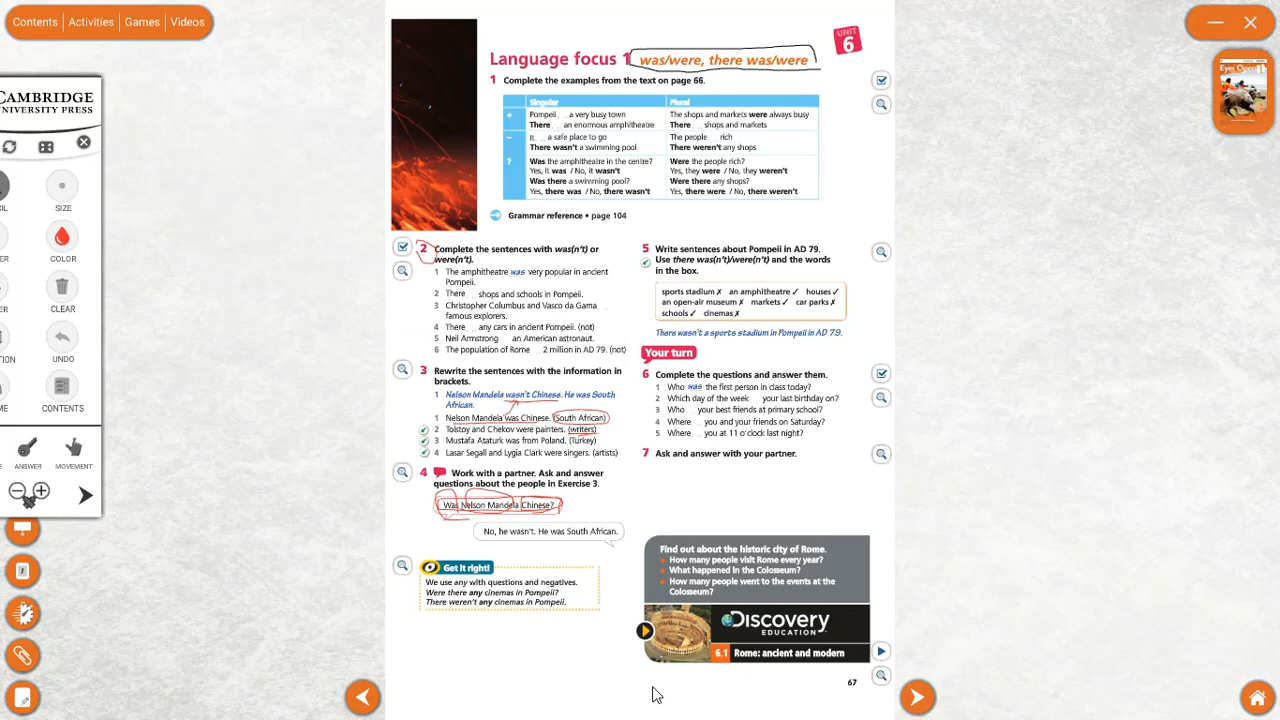 Contents
Activities
Games
Videos
CAMBRIDGE
UNIVERSITY PRESS
SIZE
COLOR
CLEAR
UNDO
CONTENTS
ANSWER
MOVEMENT
UNIT
6
Language focus 1 was/were, there was/were
1 Complete the examples from the text on page 66.
Singular Plural
+ Pompeii a very busy town The shops and markets were always busy
There an enormous amphitheatre There shops and markets
– It a safe place to go The people rich
There wasn't a swimming pool There weren't any shops
? Was the amphitheatre in the centre? Were the people rich?
Yes, it was / No, it wasn't Yes, they were / No, they weren't
Was there a swimming pool? Were there any shops?
Yes, there was / No, there wasn't Yes, there were / No, there weren't
Grammar reference • page 104
2 Complete the sentences with was(n't) or
were(n't).
1 The amphitheatre was very popular in ancient
Pompeii.
2 There shops and schools in Pompeii.
3 Christopher Columbus and Vasco da Gama
famous explorers.
4 There any cars in ancient Pompeii. (not)
5 Neil Armstrong an American astronaut.
6 The population of Rome 2 million in AD 79. (not)
3 Rewrite the sentences with the information in
brackets.
1 Nelson Mandela wasn't Chinese. He was South
African.
1 Nelson Mandela was Chinese. (South African)
2 Tolstoy and Chekov were painters. (writers)
3 Mustafa Ataturk was from Poland. (Turkey)
4 Lasar Segall and Lygia Clark were singers. (artists)
4 Work with a partner. Ask and answer
questions about the people in Exercise 3.
Was Nelson Mandela Chinese?
No, he wasn't. He was South African.
Get it right!
We use any with questions and negatives.
Were there any cinemas in Pompeii?
There weren't any cinemas in Pompeii.
5 Write sentences about Pompeii in AD 79.
Use there was(n't)/were(n't) and the words
in the box.
sports stadium ✗ an amphitheatre ✓ houses ✓
an open-air museum ✗ markets ✓ car parks ✗
schools ✓ cinemas ✗
There wasn't a sports stadium in Pompeii in AD 79.
Your turn
6 Complete the questions and answer them.
1 Who was the first person in class today?
2 Which day of the week your last birthday on?
3 Who your best friends at primary school?
4 Where you and your friends on Saturday?
5 Where you at 11 o'clock last night?
7 Ask and answer with your partner.
Find out about the historic city of Rome.
How many people visit Rome every year?
What happened in the Colosseum?
How many people went to the events at the
Colosseum?
Discovery
EDUCATION
6.1 Rome: ancient and modern
67
Eyes Open